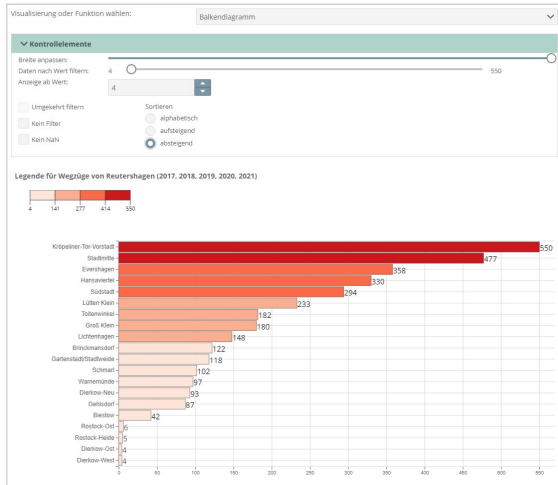 Visualisierung oder Funktion wählen:
Balkendiagramm
Kontrollelemente
Breite anpassen:
Daten nach Wert filtern:
4
550
Anzeige ab Wert:
4
Umgekehrt filtern
Kein Filter
Kein NaN
Sortieren
alphabetisch
aufsteigend
absteigend
Legende für Wegzüge von Reutershagen (2017, 2018, 2019, 2020, 2021)
4 141 277 414 550
Kröpeliner-Tor-Vorstadt 550
Stadtmitte 477
Evershagen 358
Hansaviertel 330
Südstadt 294
Lütten Klein 233
Toitenwinkel 182
Groß Klein 180
Lichtenhagen 148
Brinckmansdorf 122
Gartenstadt/Stadtweide 118
Schmarl 102
Warnemünde 97
Dierkow-Neu 93
Gehlsdorf 87
Biestow 42
Rostock-Ost 6
Rostock-Heide 5
Dierkow-Ost 4
Dierkow-West 4
0 50 100 150 200 250 300 350 400 450 500 550